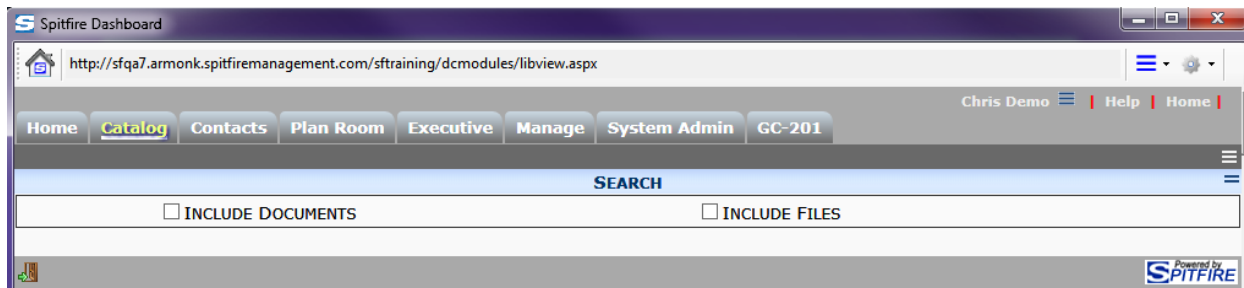 Spitfire Dashboard
http://sfqa7.armonk.spitfiremanagement.com/sftraining/dcmodules/libview.aspx
Chris Demo | Help | Home |
Home Catalog Contacts Plan Room Executive Manage System Admin GC-201
SEARCH
INCLUDE DOCUMENTS INCLUDE FILES
Powered by
SPITFIRE